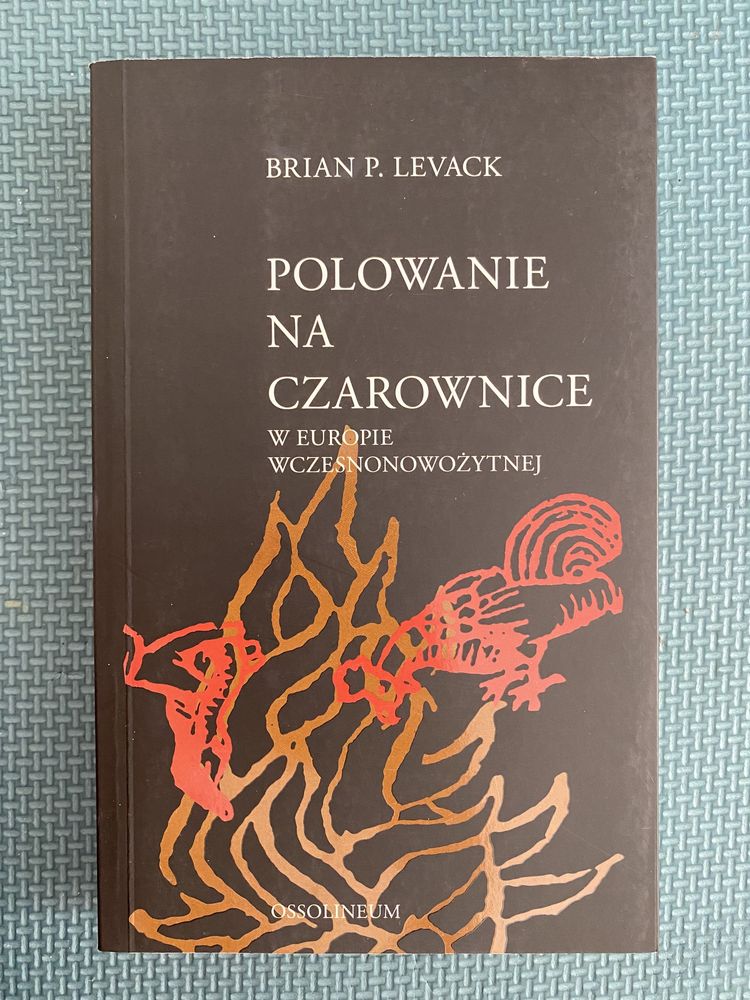 BRIAN P. LEVACK
POLOWANIE
NA
CZAROWNICE
W EUROPIE
WCZESNONOWOŻYTNEJ
OSSOLINEUM